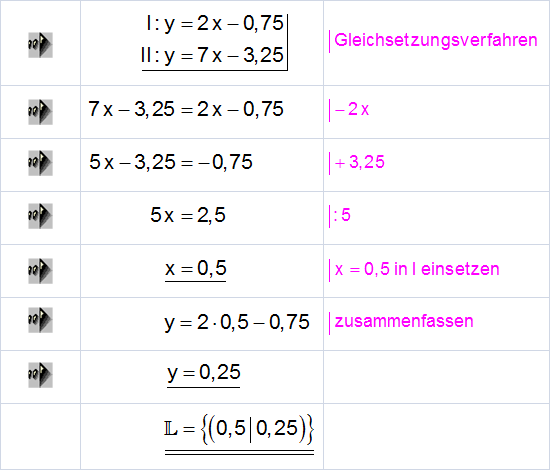 I: y = 2x − 0,75
II: y = 7x − 3,25
| Gleichsetzungsverfahren
7x − 3,25 = 2x − 0,75 | − 2x
5x − 3,25 = −0,75 | + 3,25
5x = 2,5 | : 5
x = 0,5 | x = 0,5 in I einsetzen
y = 2 · 0,5 − 0,75 | zusammenfassen
y = 0,25
𝕃 = {(0,5 | 0,25)}